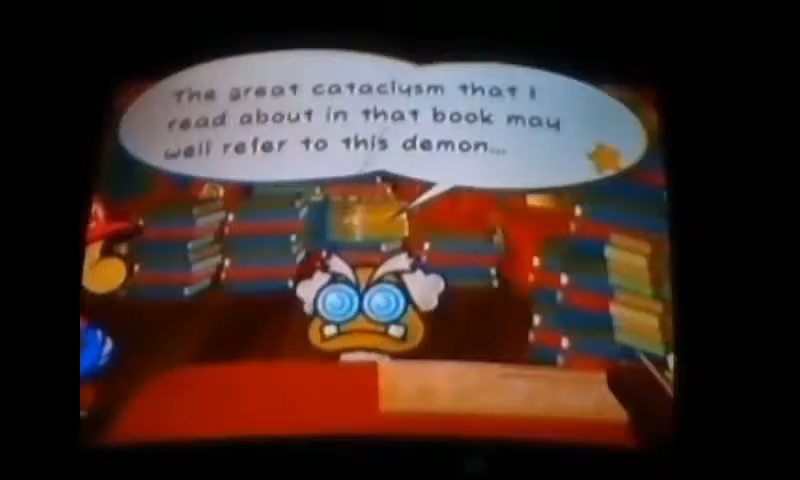 The great cataclysm that I
read about in that book may
well refer to this demon...